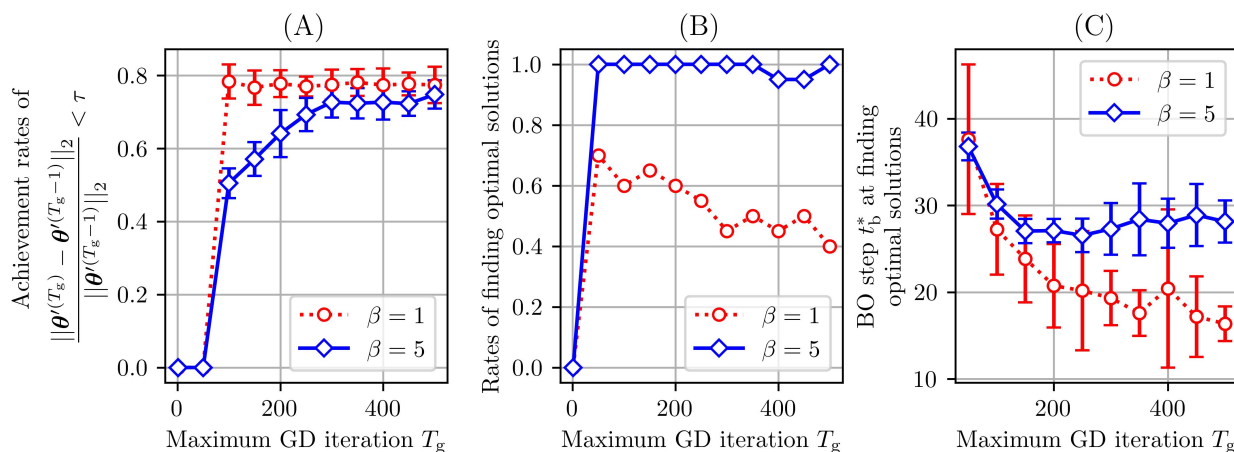 (A)
Achievement rates of
||θ′(Tg) − θ′(Tg−1)||2
||θ′(Tg−1)||2
< τ
0.8
0.6
0.4
0.2
0.0
β = 1
β = 5
0
200
400
Maximum GD iteration Tg
(B)
Rates of finding optimal solutions
1.0
0.8
0.6
0.4
0.2
0.0
β = 1
β = 5
0
200
400
Maximum GD iteration Tg
(C)
BO step t*b at finding
optimal solutions
40
30
20
10
β = 1
β = 5
200
400
Maximum GD iteration Tg